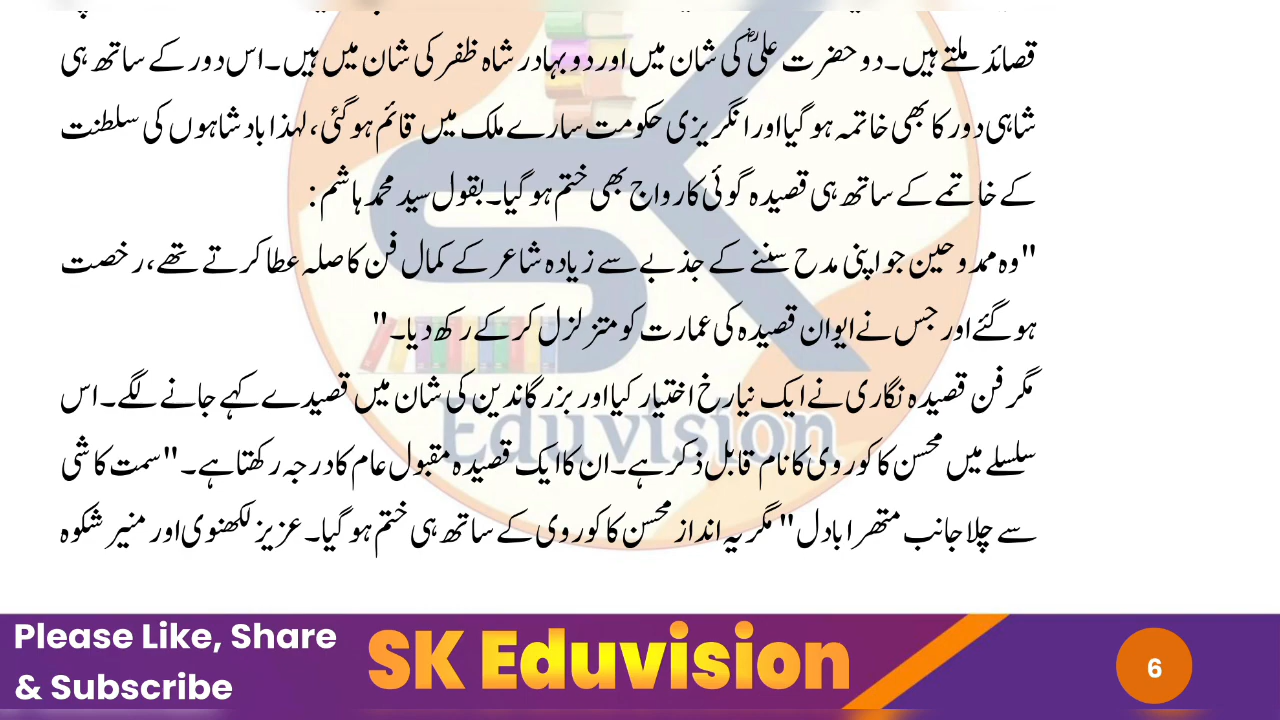 قصائد ملتے ہیں۔ دو حضرت علیؓ کی شان میں اور دو بہادر شاہ ظفر کی شان میں ہیں۔ اس دور کے ساتھ ہی
شاہی دور کا بھی خاتمہ ہو گیا اور انگریزی حکومت سارے ملک میں قائم ہوگئی، لہذا بادشاہوں کی سلطنت
کے خاتمے کے ساتھ ہی قصیدہ گوئی کا رواج بھی ختم ہو گیا۔ بقول سید محمد ہاشم:
"وہ ممدوحین جو اپنی مدح سننے کے جذبے سے زیادہ شاعر کے کمال فن کا صلہ عطا کرتے تھے، رخصت
ہوگئے اور جس نے ایوان قصیدہ کی عمارت کو متزلزل کر کے رکھ دیا۔"
مگر فن قصیدہ نگاری نے ایک نیا رخ اختیار کیا اور بزرگاندین کی شان میں قصیدے کہے جانے لگے۔ اس
سلسلے میں محسن کاکوروی کا نام قابل ذکر ہے۔ ان کا ایک قصیدہ مقبول عام کا درجہ رکھتا ہے۔ "سمت کاشی
سے چلا جانب متھرا بادل" مگر یہ انداز محسن کاکوروی کے ساتھ ہی ختم ہو گیا۔ عزیز لکھنوی اور منیر شکوہ
SK
Eduvision
Please Like, Share
& Subscribe
SK Eduvision
6